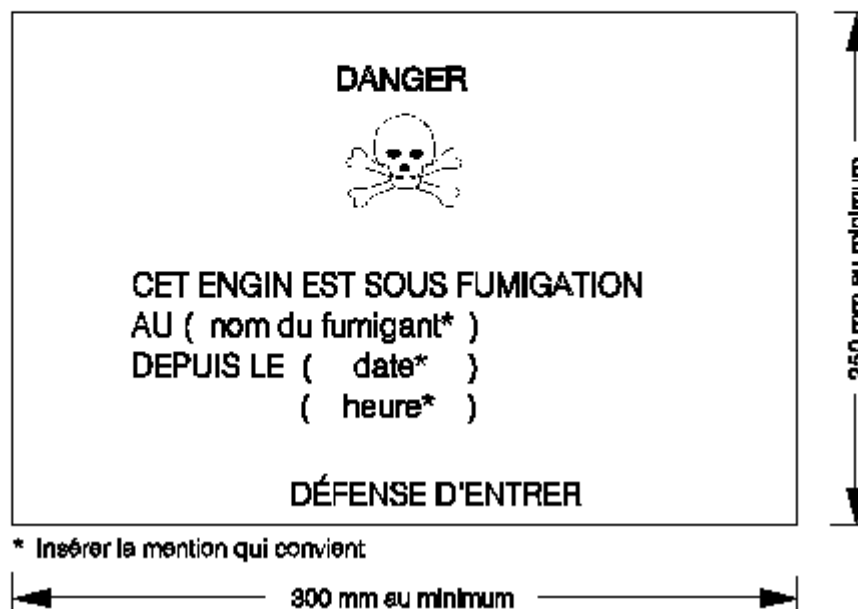 DANGER
CET ENGIN EST SOUS FUMIGATION
AU ( nom du fumigant* )
DEPUIS LE ( date* )
( heure* )
DÉFENSE D'ENTRER
* Insérer la mention qui convient
300 mm au minimum
250 mm au minimum